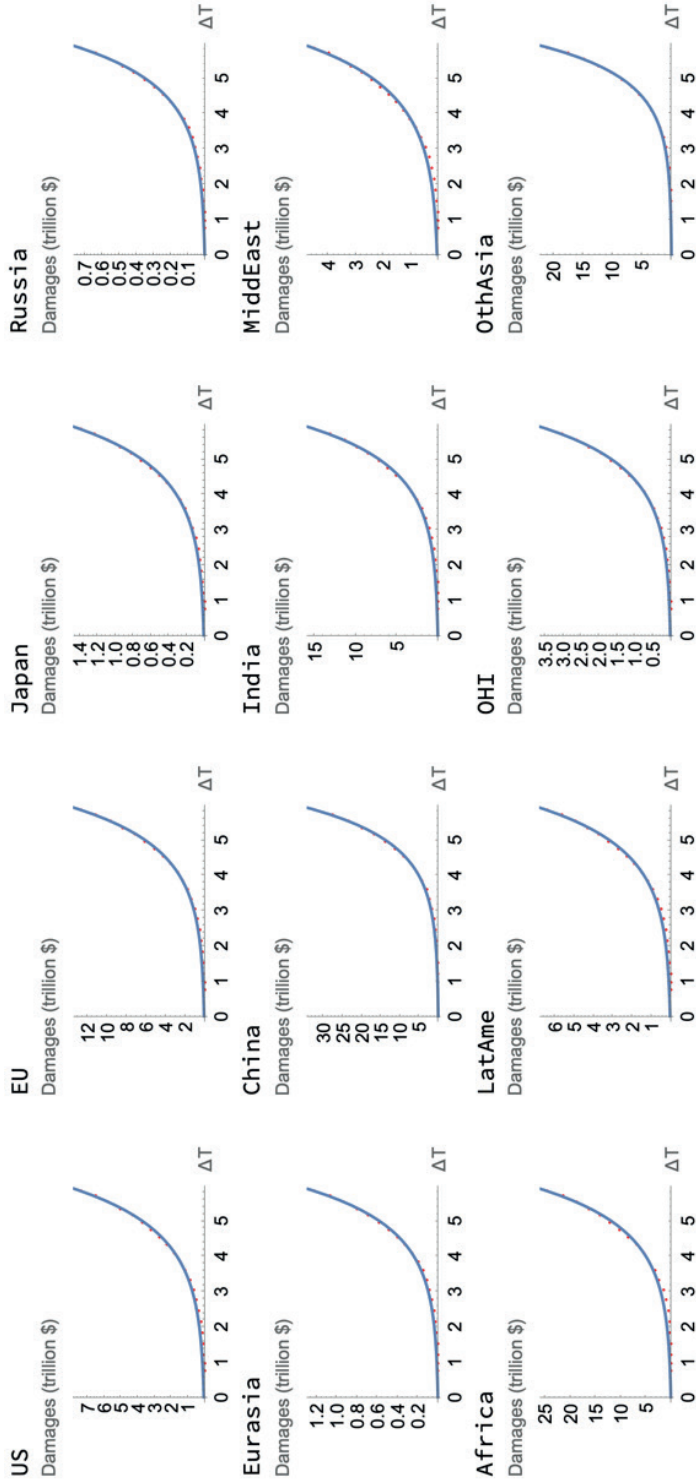 US
Damages (trillion $)
7
6
5
4
3
2
1
0 1 2 3 4 5
ΔT
EU
Damages (trillion $)
12
10
8
6
4
2
0 1 2 3 4 5
ΔT
Japan
Damages (trillion $)
1.4
1.2
1.0
0.8
0.6
0.4
0.2
0 1 2 3 4 5
ΔT
Russia
Damages (trillion $)
0.7
0.6
0.5
0.4
0.3
0.2
0.1
0 1 2 3 4 5
ΔT
Eurasia
Damages (trillion $)
1.2
1.0
0.8
0.6
0.4
0.2
0 1 2 3 4 5
ΔT
China
Damages (trillion $)
30
25
20
15
10
5
0 1 2 3 4 5
ΔT
India
Damages (trillion $)
15
10
5
0 1 2 3 4 5
ΔT
MiddEast
Damages (trillion $)
4
3
2
1
0 1 2 3 4 5
ΔT
Africa
Damages (trillion $)
25
20
15
10
5
0 1 2 3 4 5
ΔT
LatAme
Damages (trillion $)
6
5
4
3
2
1
0 1 2 3 4 5
ΔT
OHI
Damages (trillion $)
3.5
3.0
2.5
2.0
1.5
1.0
0.5
0 1 2 3 4 5
ΔT
OthAsia
Damages (trillion $)
20
15
10
5
0 1 2 3 4 5
ΔT